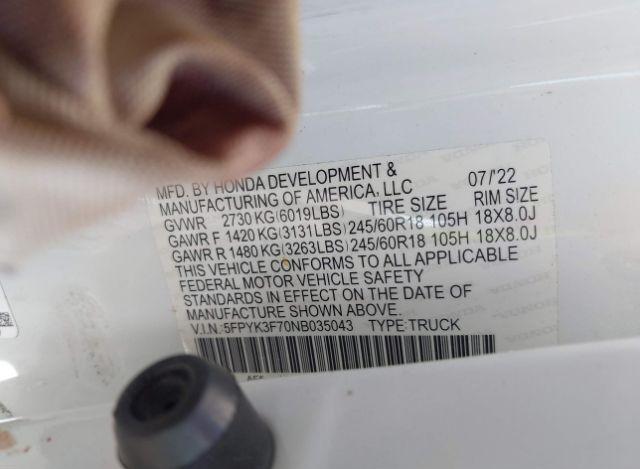 MFD. BY HONDA DEVELOPMENT &
MANUFACTURING OF AMERICA, LLC 07/'22
GVWR 2730 KG(6019LBS) TIRE SIZE RIM SIZE
GAWR F 1420 KG(3131LBS) 245/60R18 105H 18X8.0J
GAWR R 1480 KG(3263LBS) 245/60R18 105H 18X8.0J
THIS VEHICLE CONFORMS TO ALL APPLICABLE
FEDERAL MOTOR VEHICLE SAFETY
STANDARDS IN EFFECT ON THE DATE OF
MANUFACTURE SHOWN ABOVE.
V.I.N.:5FPYK3F70NB035043 TYPE:TRUCK